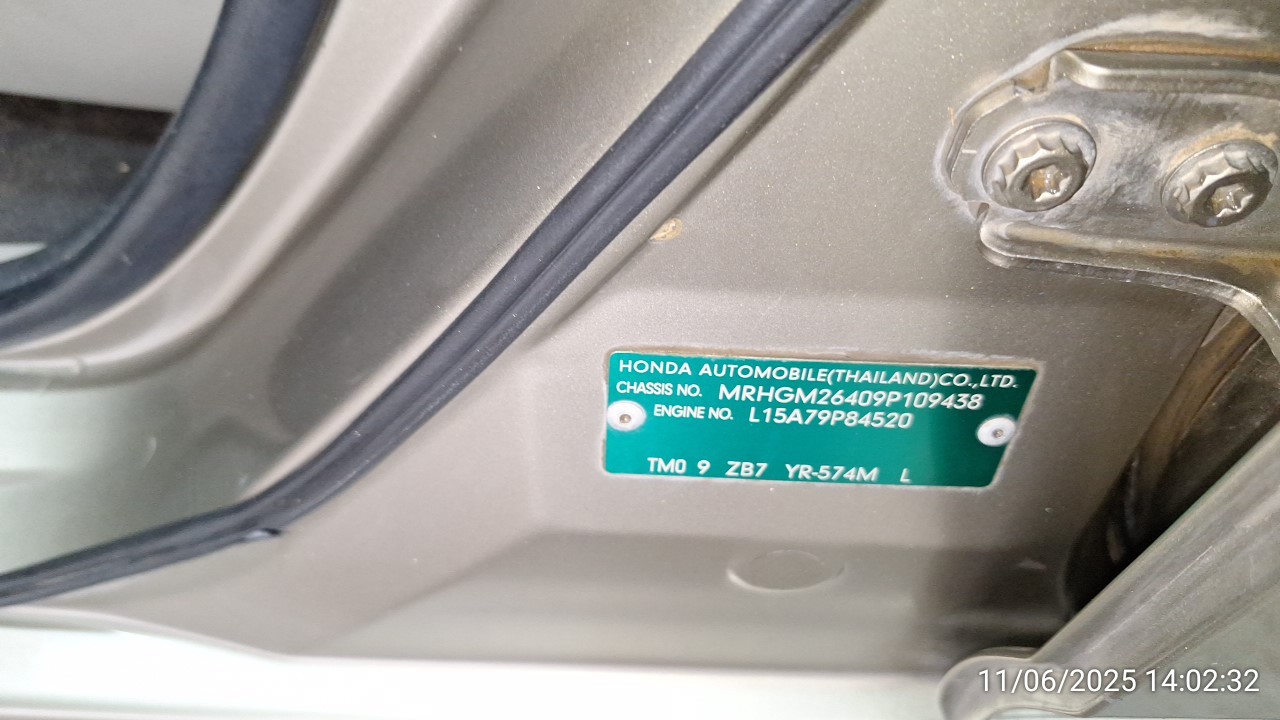 HONDA AUTOMOBILE(THAILAND)CO.,LTD.
CHASSIS NO. MRHGM26409P109438
ENGINE NO. L15A79P84520
TM0 9 ZB7 YR-574M L
11/06/2025 14:02:32